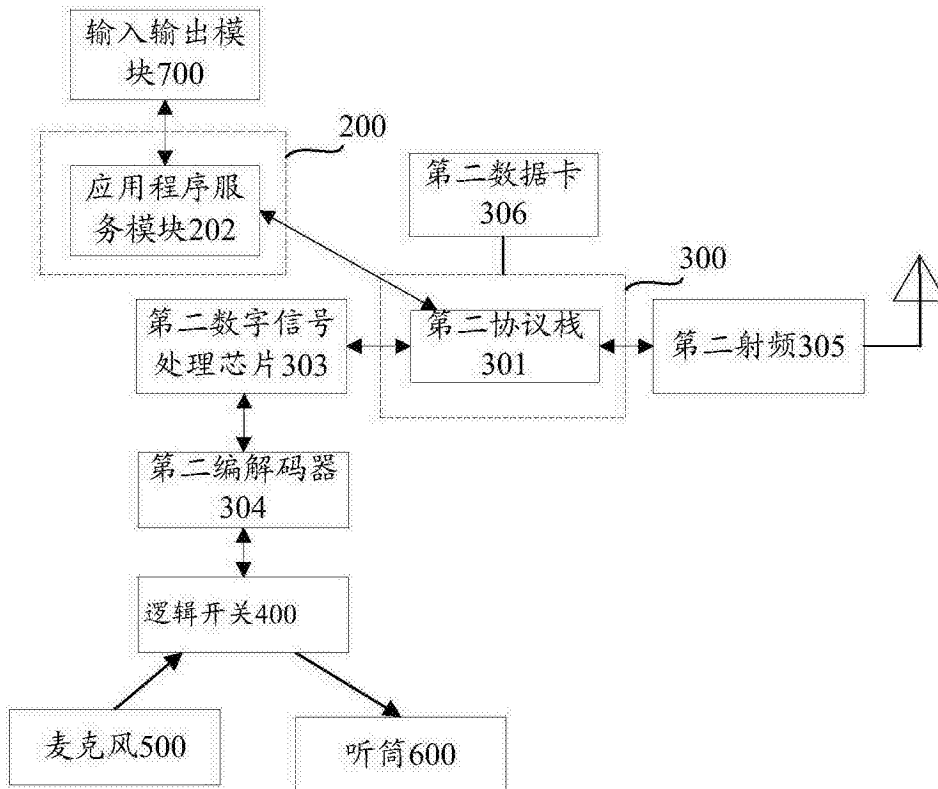 输入输出模
块700
200
应用程序服
务模块202
第二数据卡
306
300
第二数字信号
处理芯片303
第二协议栈
301
第二射频305
第二编解码器
304
逻辑开关400
麦克风500
听筒600